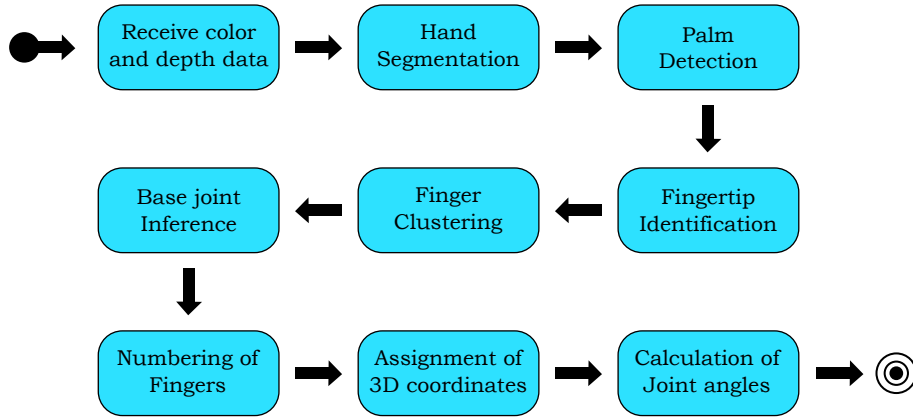 Receive color
and depth data
Hand
Segmentation
Palm
Detection
Fingertip
Identification
Finger
Clustering
Base joint
Inference
Numbering of
Fingers
Assignment of
3D coordinates
Calculation of
Joint angles